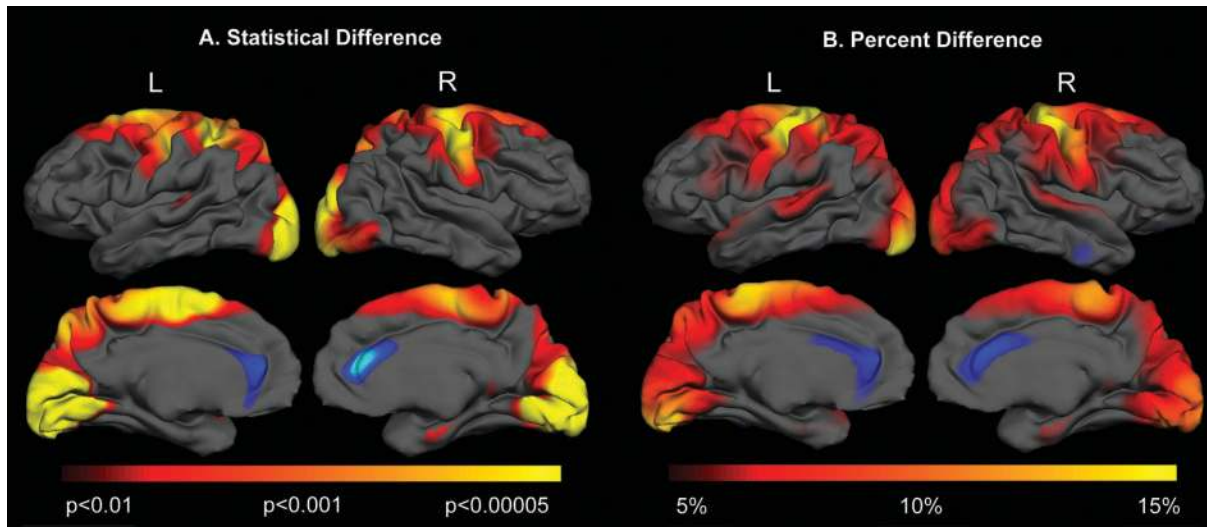 A. Statistical Difference
L R
p<0.01 p<0.001 p<0.00005
B. Percent Difference
L R
5% 10% 15%